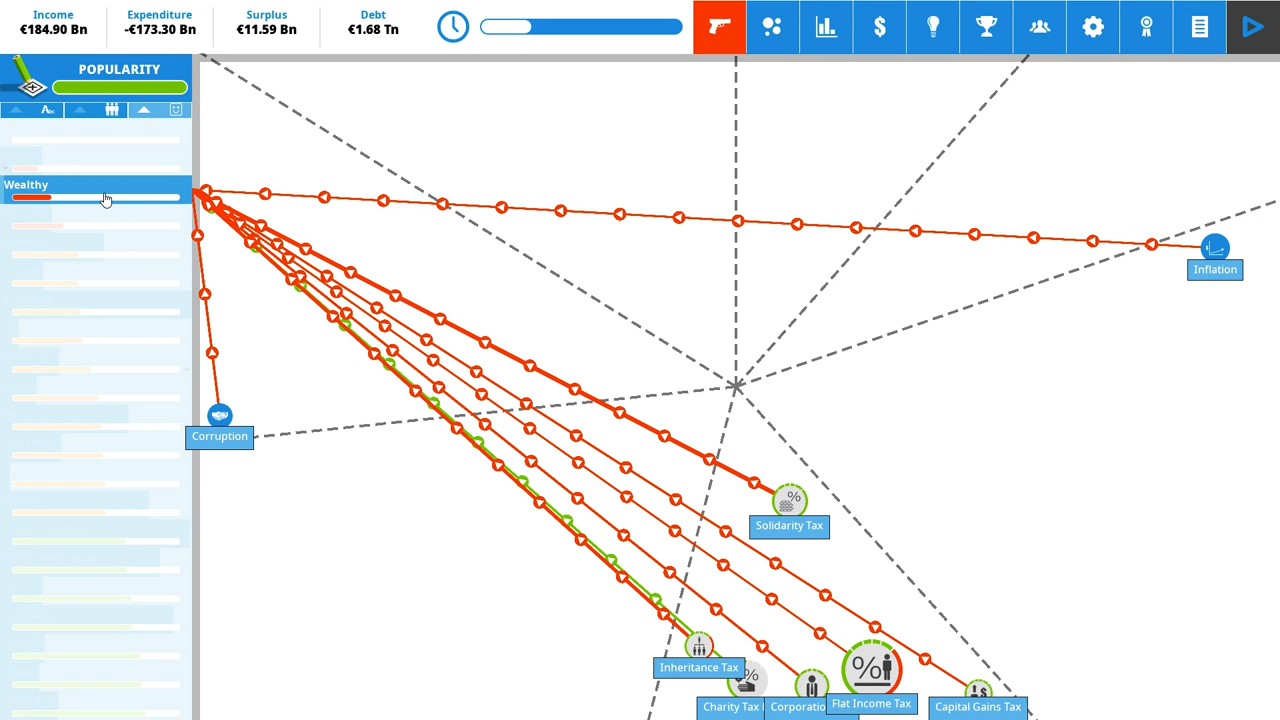 Income
€184.90 Bn
Expenditure
-€173.30 Bn
Surplus
€11.59 Bn
Debt
€1.68 Tn
POPULARITY
Wealthy
Inflation
Corruption
Solidarity Tax
Inheritance Tax
Charity Tax
Corporatio
Flat Income Tax
Capital Gains Tax